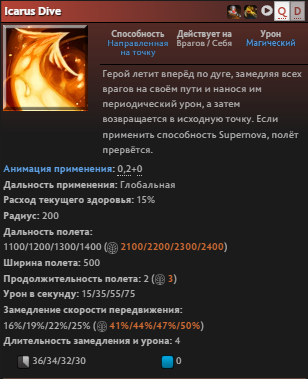 Icarus Dive
Q D
Способность Действует на Урон
Направленная Враги / Себя Магический
на точку
Герой летит вперёд по дуге, замедляя всех
врагов на своём пути и нанося им
периодический урон, а затем
возвращается в исходную точку. Если
применить способность Supernova, полёт
прервётся.
Анимация применения: 0,2+0
Дальность применения: Глобальная
Расход текущего здоровья: 15%
Радиус: 200
Дальность полета:
1100/1200/1300/1400 ( 2100/2200/2300/2400)
Ширина полета: 500
Продолжительность полета: 2 ( 3)
Урон в секунду: 15/35/55/75
Замедление скорости передвижения:
16%/19%/22%/25% ( 41%/44%/47%/50%)
Длительность замедления и урона: 4
36/34/32/30 0